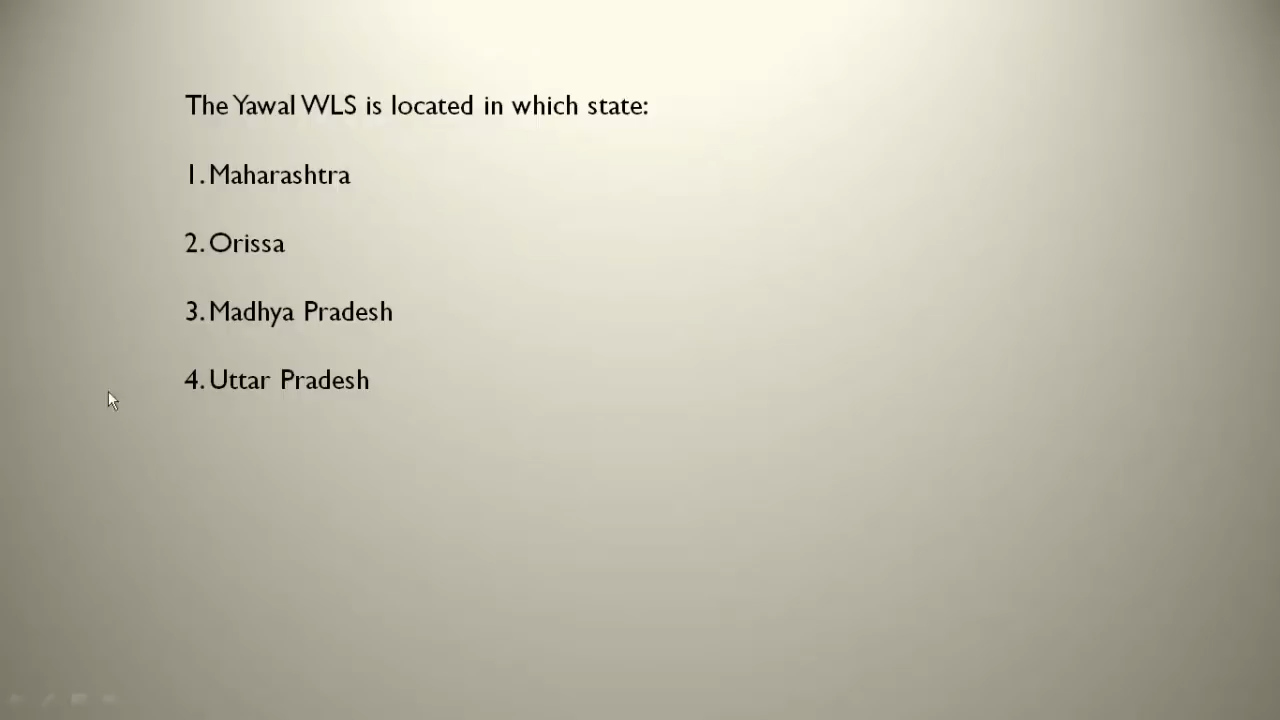 The Yawal WLS is located in which state:
1. Maharashtra
2. Orissa
3. Madhya Pradesh
4. Uttar Pradesh